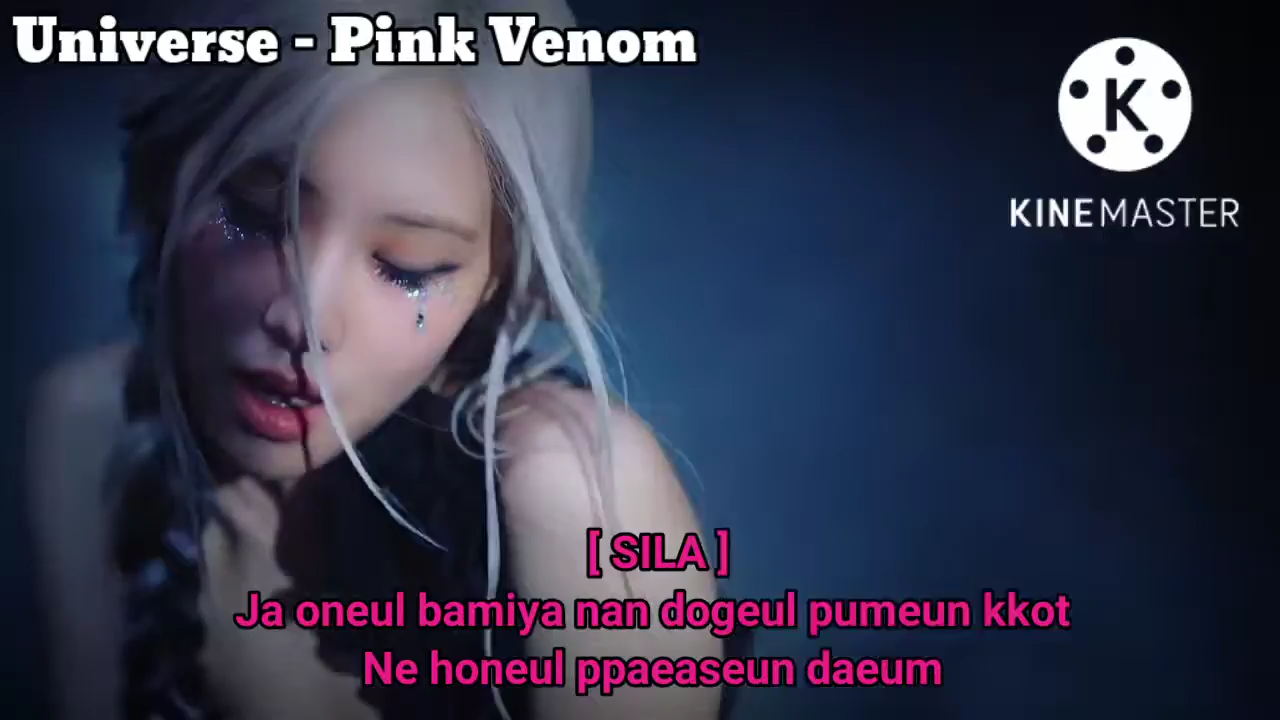 Universe - Pink Venom
K
KINEMASTER
[ SILA ]
Ja oneul bamiya nan dogeul pumeun kkot
Ne honeul ppaeaseun daeum